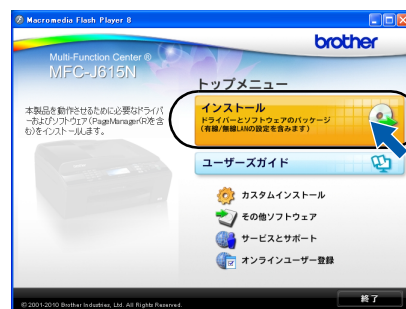 Macromedia Flash Player 8
brother
Multi-Function Center ®
MFC-J615N
トップメニュー
本製品を動作させるために必要なドライバ
ーおよびソフトウェア（PageManager(R)を含
む）をインストールします。
インストール
ドライバーとソフトウェアのパッケージ
（有線/無線LANの設定を含みます）
ユーザーズガイド
カスタムインストール
その他ソフトウェア
サービスとサポート
オンラインユーザー登録
© 2001-2010 Brother Industries, Ltd. All Rights Reserved.
終了